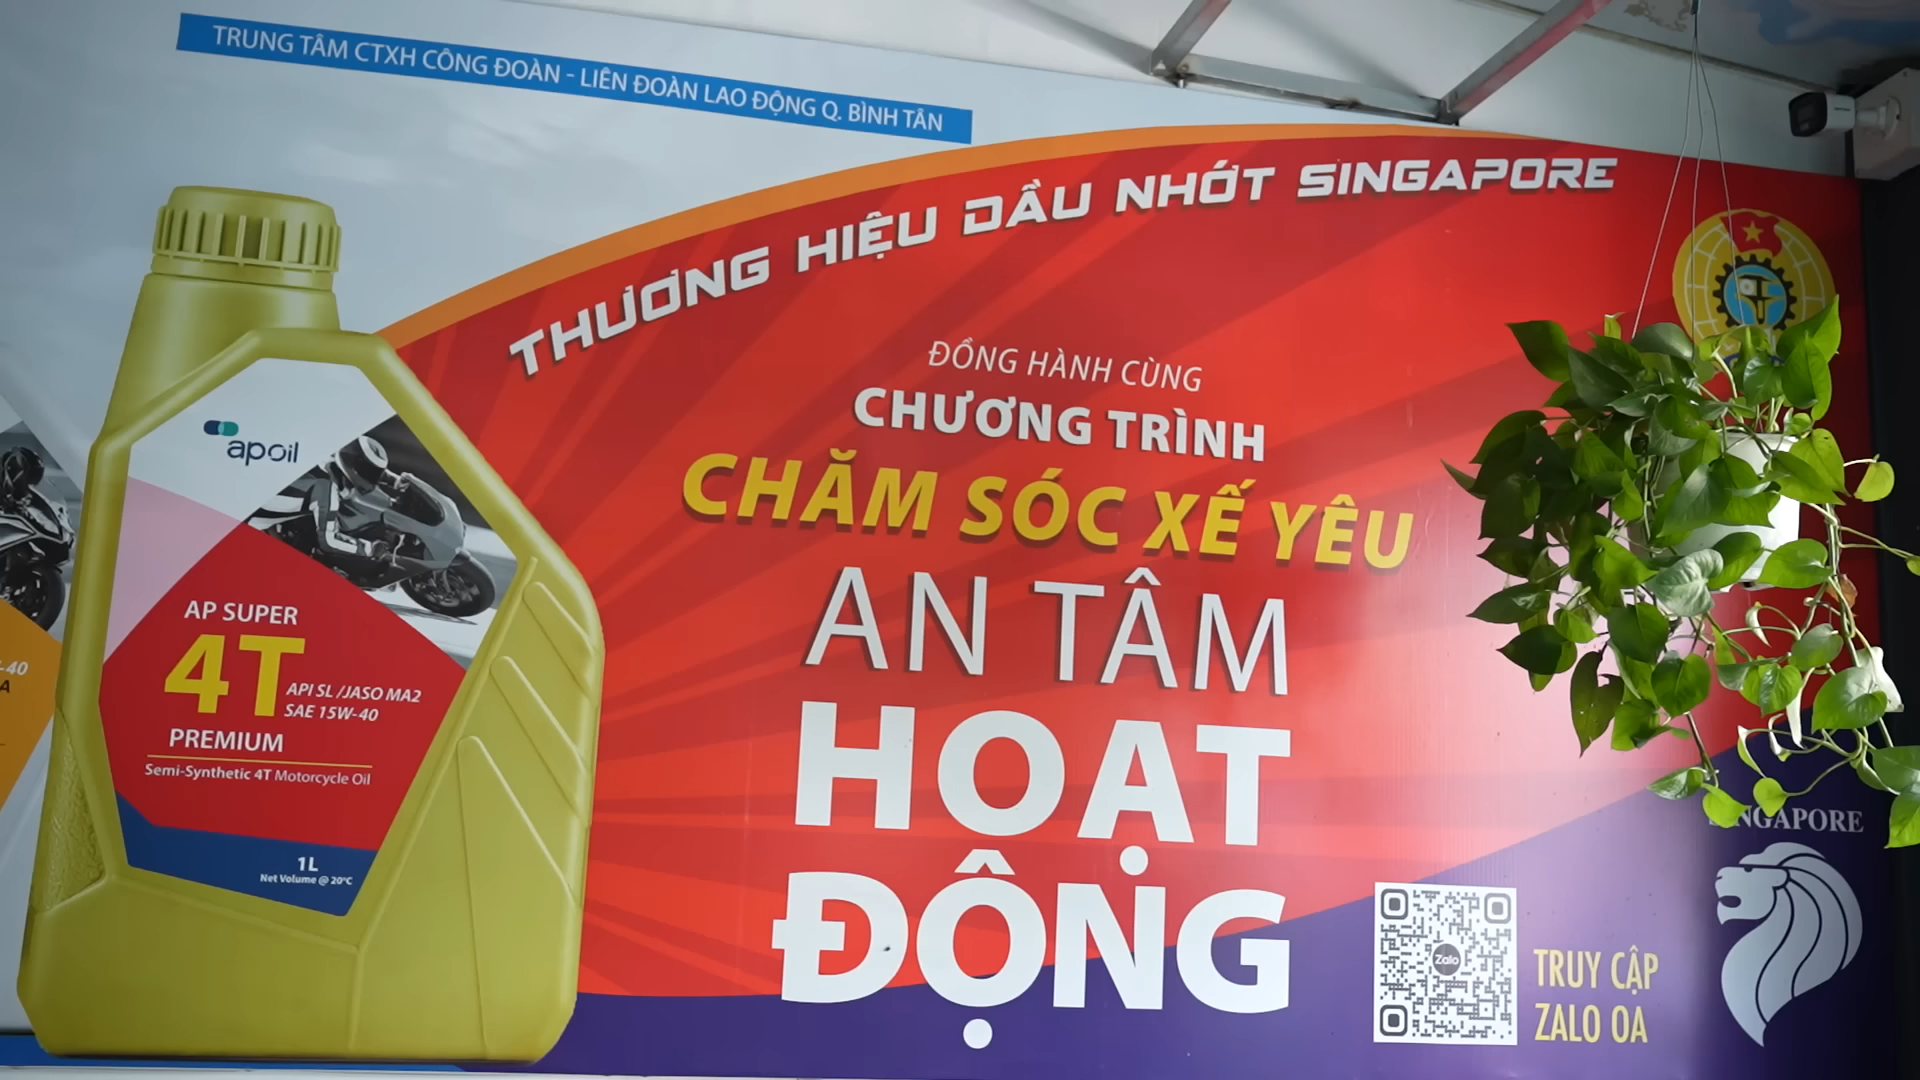 TRUNG TÂM CTXH CÔNG ĐOÀN - LIÊN ĐOÀN LAO ĐỘNG Q. BÌNH TÂN
THƯƠNG HIỆU DẦU NHỚT SINGAPORE
ĐỒNG HÀNH CÙNG
CHƯƠNG TRÌNH
CHĂM SÓC XẾ YÊU
AN TÂM
HOẠT
ĐỘNG
apoil
AP SUPER
4T
API SL /JASO MA2
SAE 15W-40
PREMIUM
Semi-Synthetic 4T Motorcycle Oil
1L
Net Volume @ 20°C
-40
A
Zalo
TRUY CẬP
ZALO OA
SINGAPORE